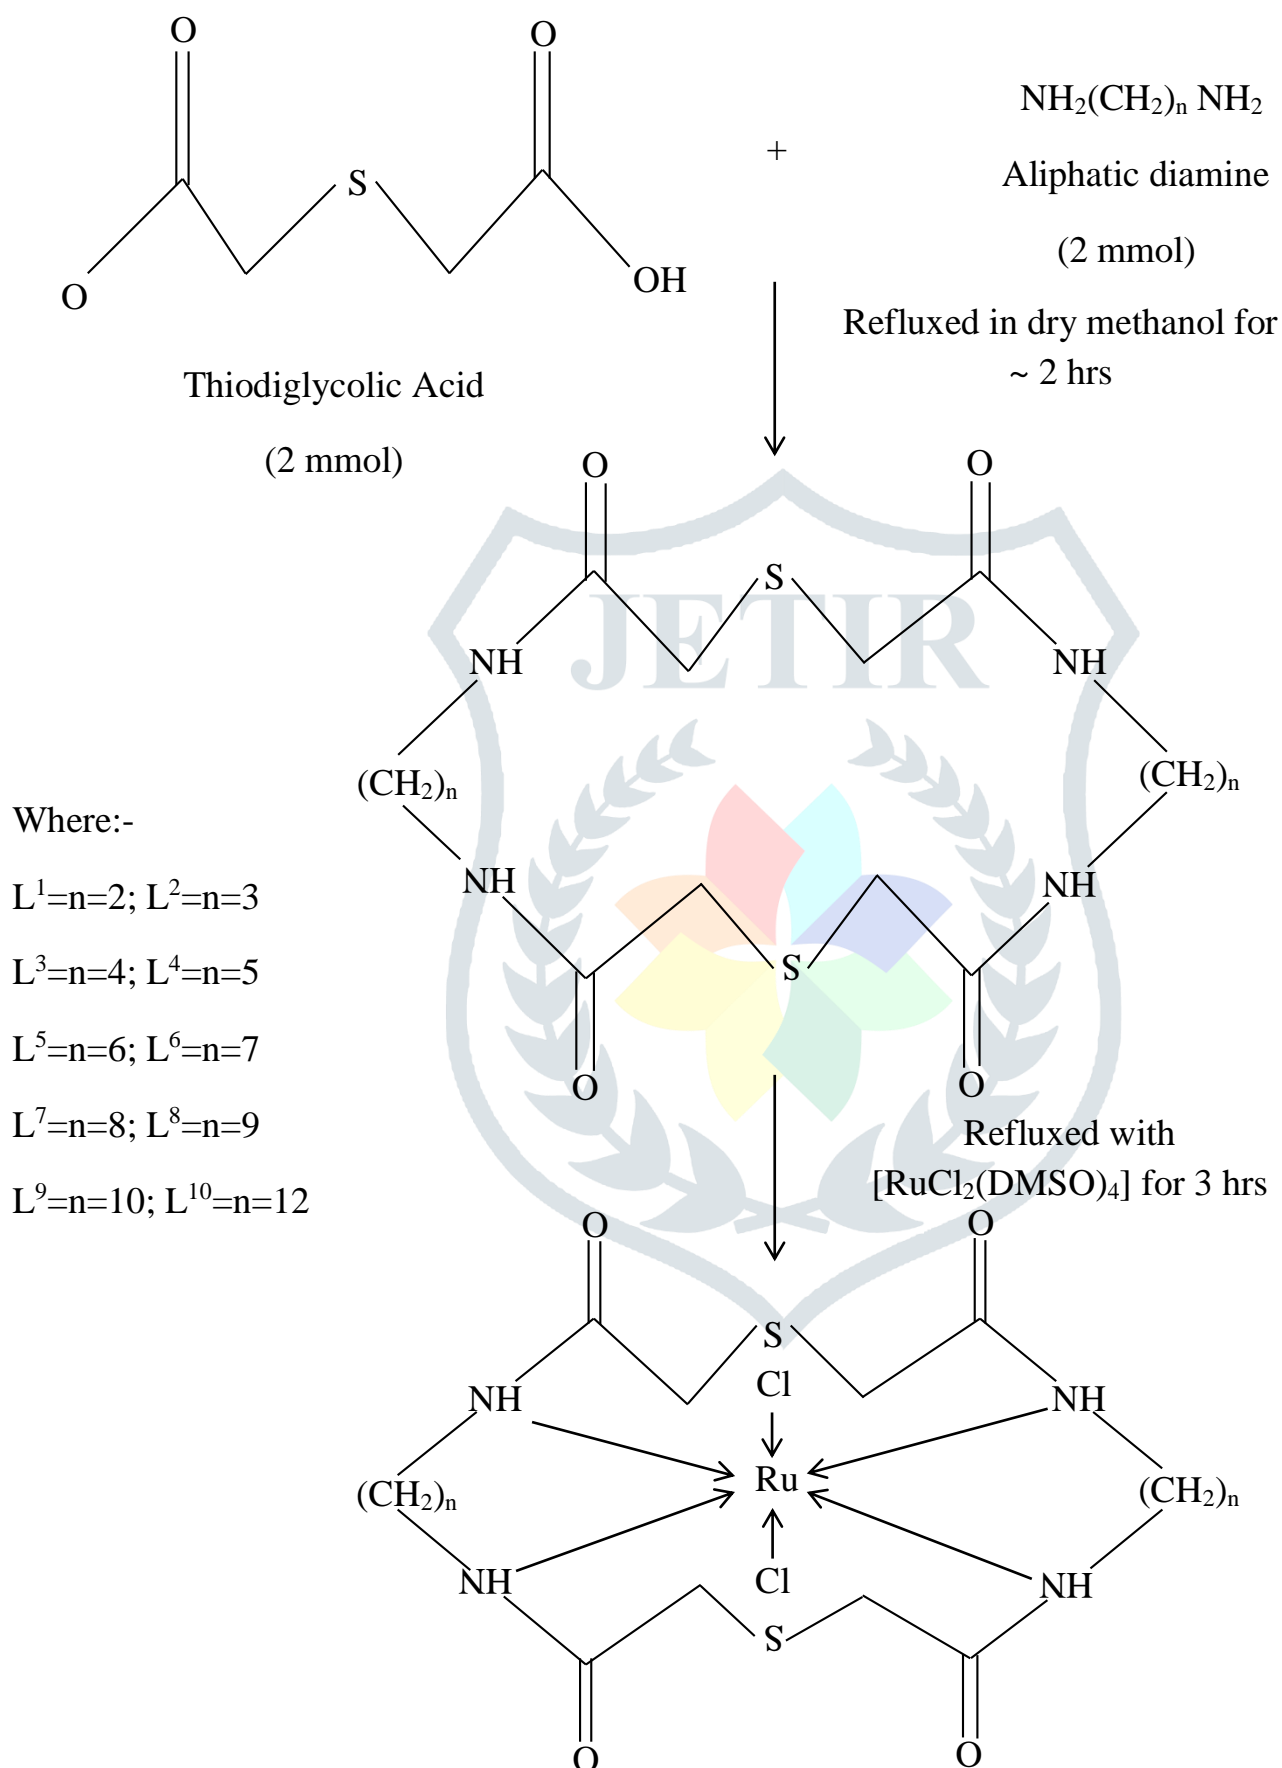 O
O
S
O
OH
+
NH₂(CH₂)ₙ NH₂
Aliphatic diamine
(2 mmol)
Thiodiglycolic Acid
(2 mmol)
Refluxed in dry methanol for
~ 2 hrs
O
O
S
JETIR
NH
NH
(CH₂)ₙ
(CH₂)ₙ
NH
NH
S
O
O
Where:-
L¹=n=2; L²=n=3
L³=n=4; L⁴=n=5
L⁵=n=6; L⁶=n=7
L⁷=n=8; L⁸=n=9
L⁹=n=10; L¹⁰=n=12
Refluxed with
[RuCl₂(DMSO)₄] for 3 hrs
O
O
S
Cl
NH
NH
Ru
(CH₂)ₙ
(CH₂)ₙ
Cl
NH
NH
S
O
O